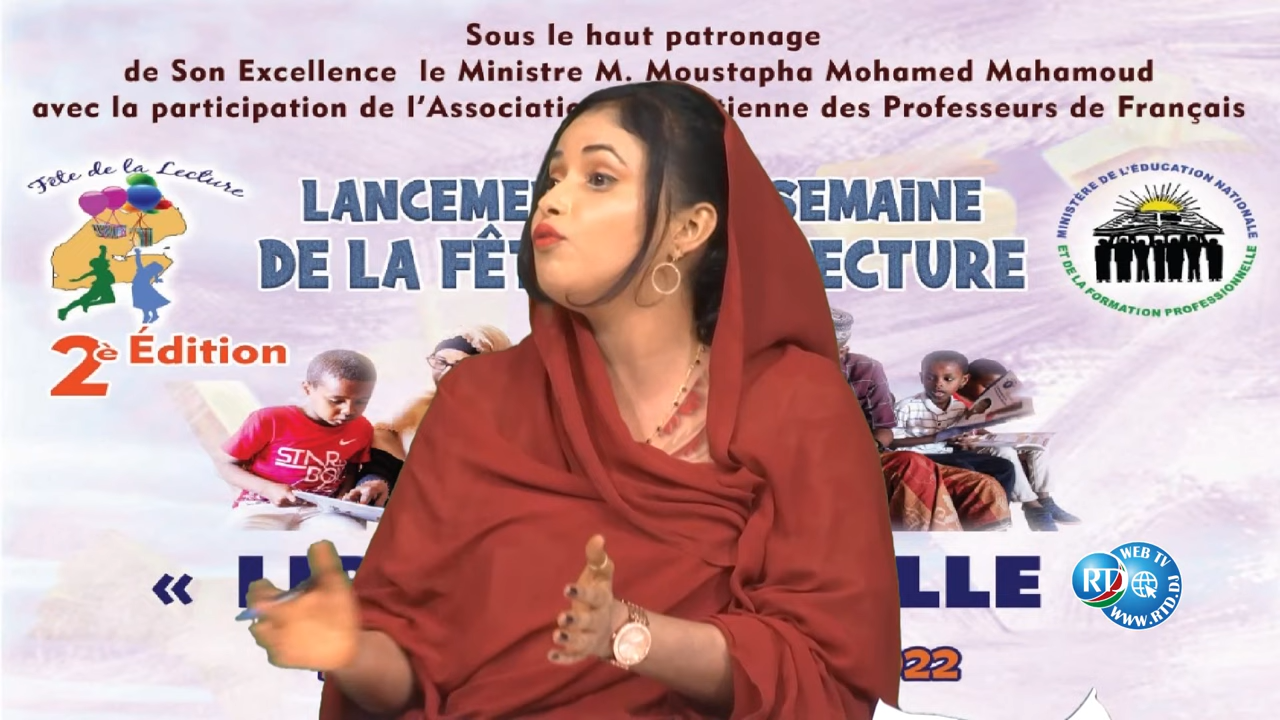 Sous le haut patronage
de Son Excellence le Ministre M. Moustapha Mohamed Mahamoud
avec la participation de l'Associatio tienne des Professeurs de Français
Fête de la Lecture
LANCEME SEMAINE
DE LA FÊT ECTURE
MINISTÈRE DE L'ÉDUCATION NATIONALE
ET DE LA FORMATION PROFESSIONNELLE
2è Édition
STAR
BO
« LLE
RTD
WEB TV
WWW.RTD.DJ
22